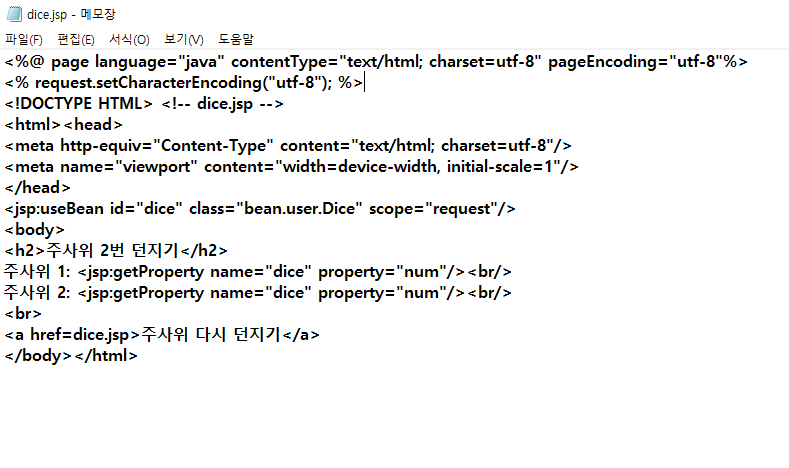 dice.jsp - 메모장
파일(F) 편집(E) 서식(O) 보기(V) 도움말
<%@ page language="java" contentType="text/html; charset=utf-8" pageEncoding="utf-8"%>
<% request.setCharacterEncoding("utf-8"); %>
<!DOCTYPE HTML> <!-- dice.jsp -->
<html><head>
<meta http-equiv="Content-Type" content="text/html; charset=utf-8"/>
<meta name="viewport" content="width=device-width, initial-scale=1"/>
</head>
<jsp:useBean id="dice" class="bean.user.Dice" scope="request"/>
<body>
<h2>주사위 2번 던지기</h2>
주사위 1: <jsp:getProperty name="dice" property="num"/><br/>
주사위 2: <jsp:getProperty name="dice" property="num"/><br/>
<br>
<a href=dice.jsp>주사위 다시 던지기</a>
</body></html>